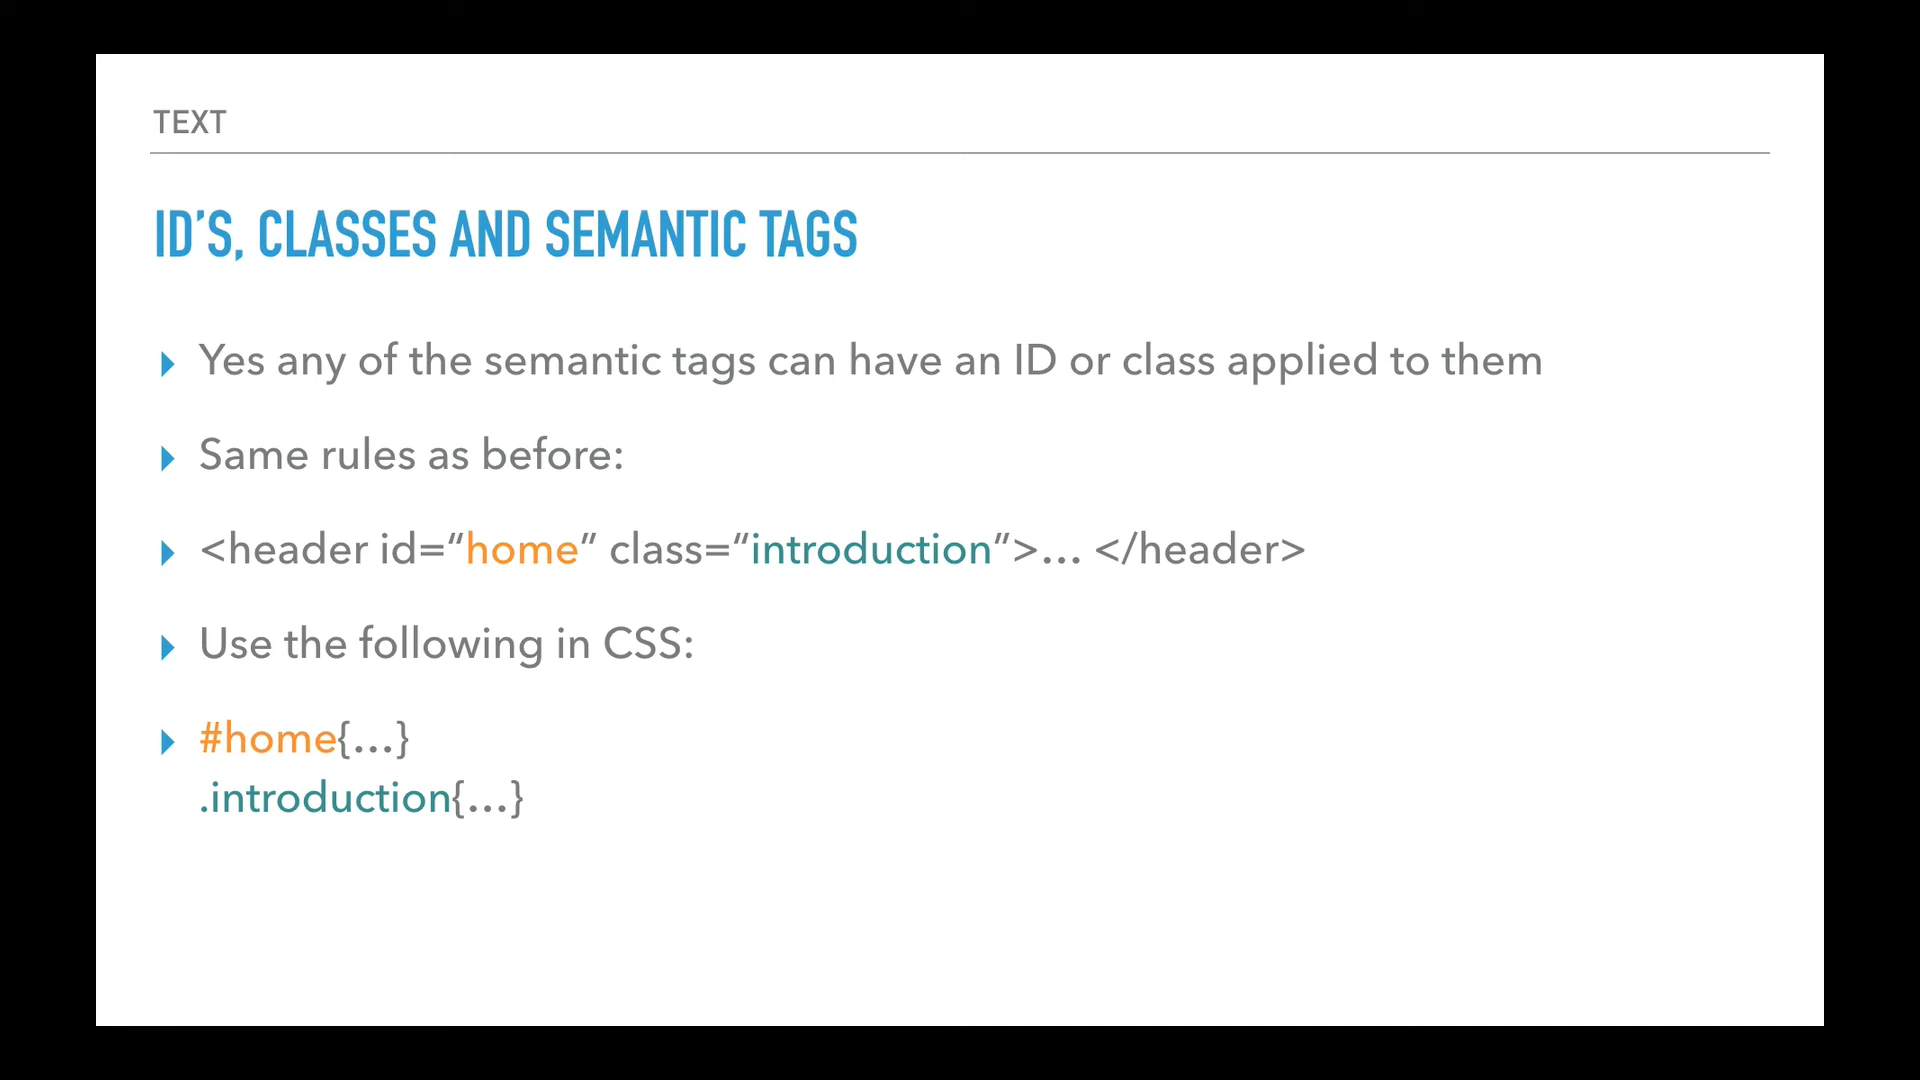 TEXT
ID’S, CLASSES AND SEMANTIC TAGS
▸ Yes any of the semantic tags can have an ID or class applied to them
▸ Same rules as before:
▸ <header id=“home” class=“introduction”>… </header>
▸ Use the following in CSS:
▸ #home{…}
.introduction{…}